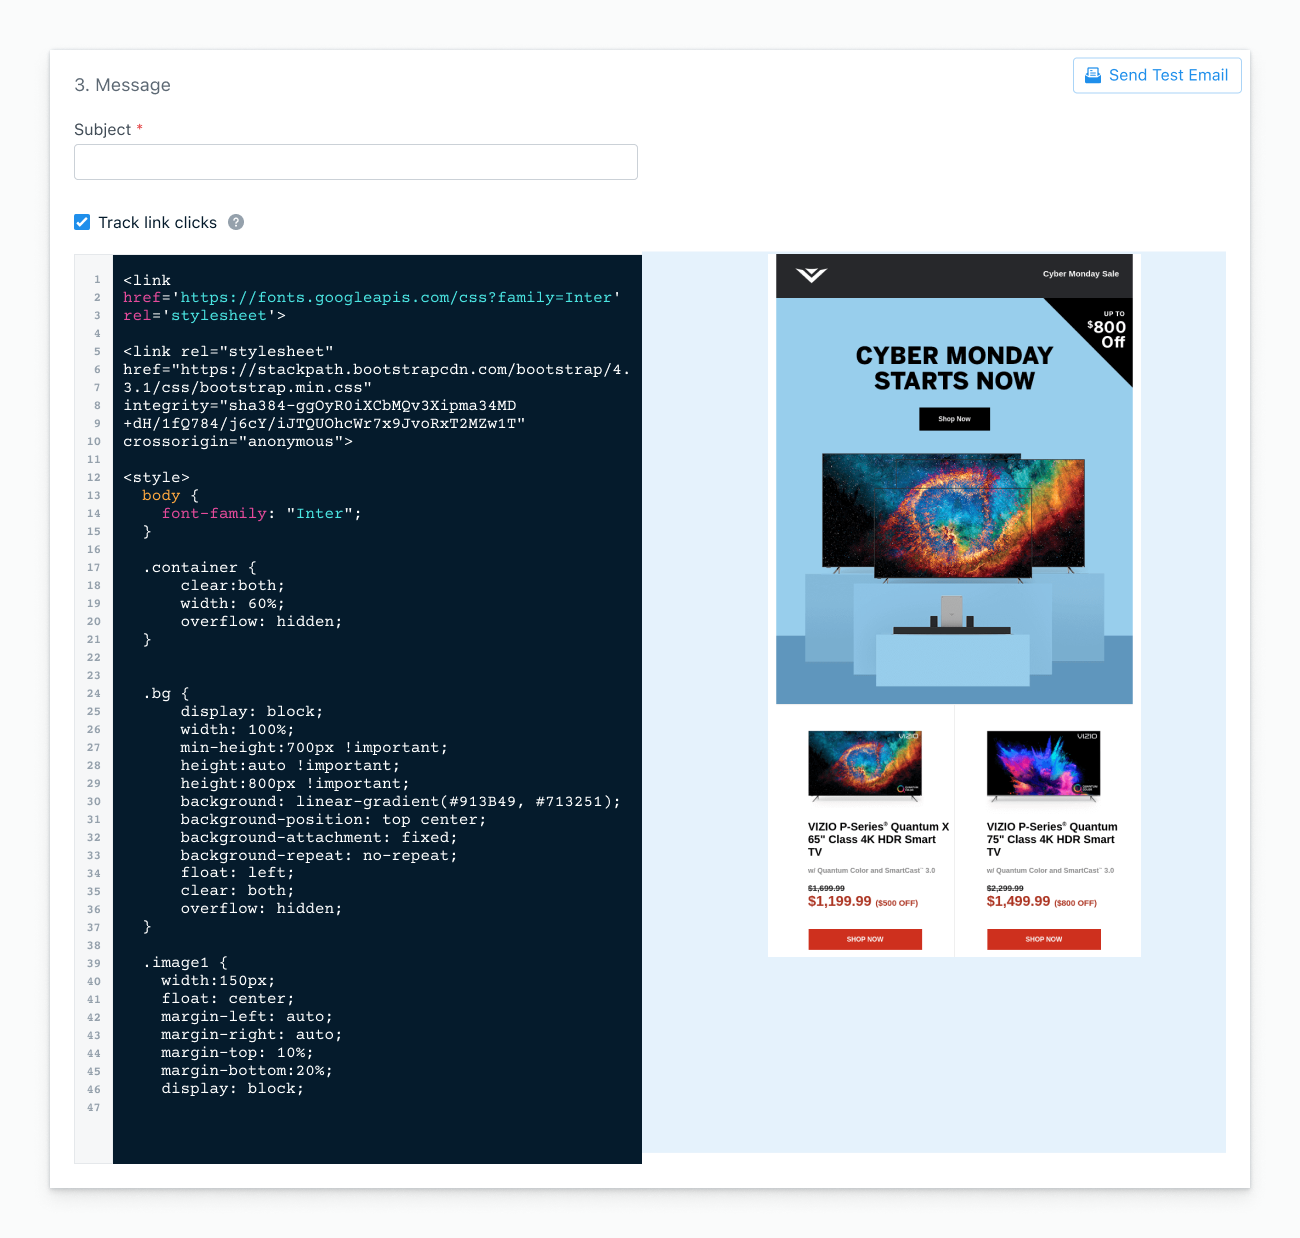 3. Message
Send Test Email
Subject *
Track link clicks ?
1 <link
2 href='https://fonts.googleapis.com/css?family=Inter'
3 rel='stylesheet'>
4
5 <link rel="stylesheet"
6 href="https://stackpath.bootstrapcdn.com/bootstrap/4.
7 3.1/css/bootstrap.min.css"
8 integrity="sha384-ggOyR0iXCbMQv3Xipma34MD
9 +dH/1fQ784/j6cY/iJTQUOhcWr7x9JvoRxT2MZw1T"
10 crossorigin="anonymous">
11
12 <style>
13 body {
14 font-family: "Inter";
15 }
16
17 .container {
18 clear:both;
19 width: 60%;
20 overflow: hidden;
21 }
22
23
24 .bg {
25 display: block;
26 width: 100%;
27 min-height:700px !important;
28 height:auto !important;
29 height:800px !important;
30 background: linear-gradient(#913B49, #713251);
31 background-position: top center;
32 background-attachment: fixed;
33 background-repeat: no-repeat;
34 float: left;
35 clear: both;
36 overflow: hidden;
37 }
38
39 .image1 {
40 width:150px;
41 float: center;
42 margin-left: auto;
43 margin-right: auto;
44 margin-top: 10%;
45 margin-bottom:20%;
46 display: block;
47
Cyber Monday Sale
UP TO
$800
Off
CYBER MONDAY
STARTS NOW
Shop Now
VIZIO
QUANTUM COLOR
VIZIO P-Series® Quantum X
65" Class 4K HDR Smart
TV
w/ Quantum Color and SmartCast™ 3.0
$1,699.99
$1,199.99 ($500 OFF)
SHOP NOW
VIZIO
QUANTUM COLOR
VIZIO P-Series® Quantum
75" Class 4K HDR Smart
TV
w/ Quantum Color and SmartCast™ 3.0
$2,299.99
$1,499.99 ($800 OFF)
SHOP NOW